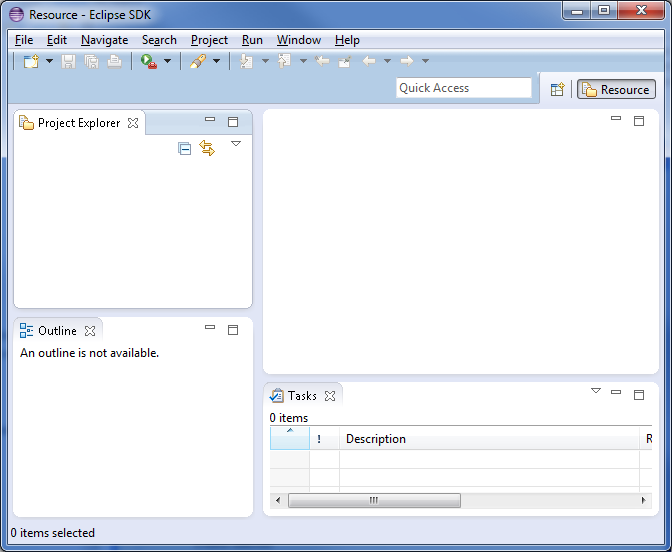 Resource - Eclipse SDK
File Edit Navigate Search Project Run Window Help
Quick Access
Resource
Project Explorer
Outline
An outline is not available.
Tasks
0 items
! Description R
0 items selected